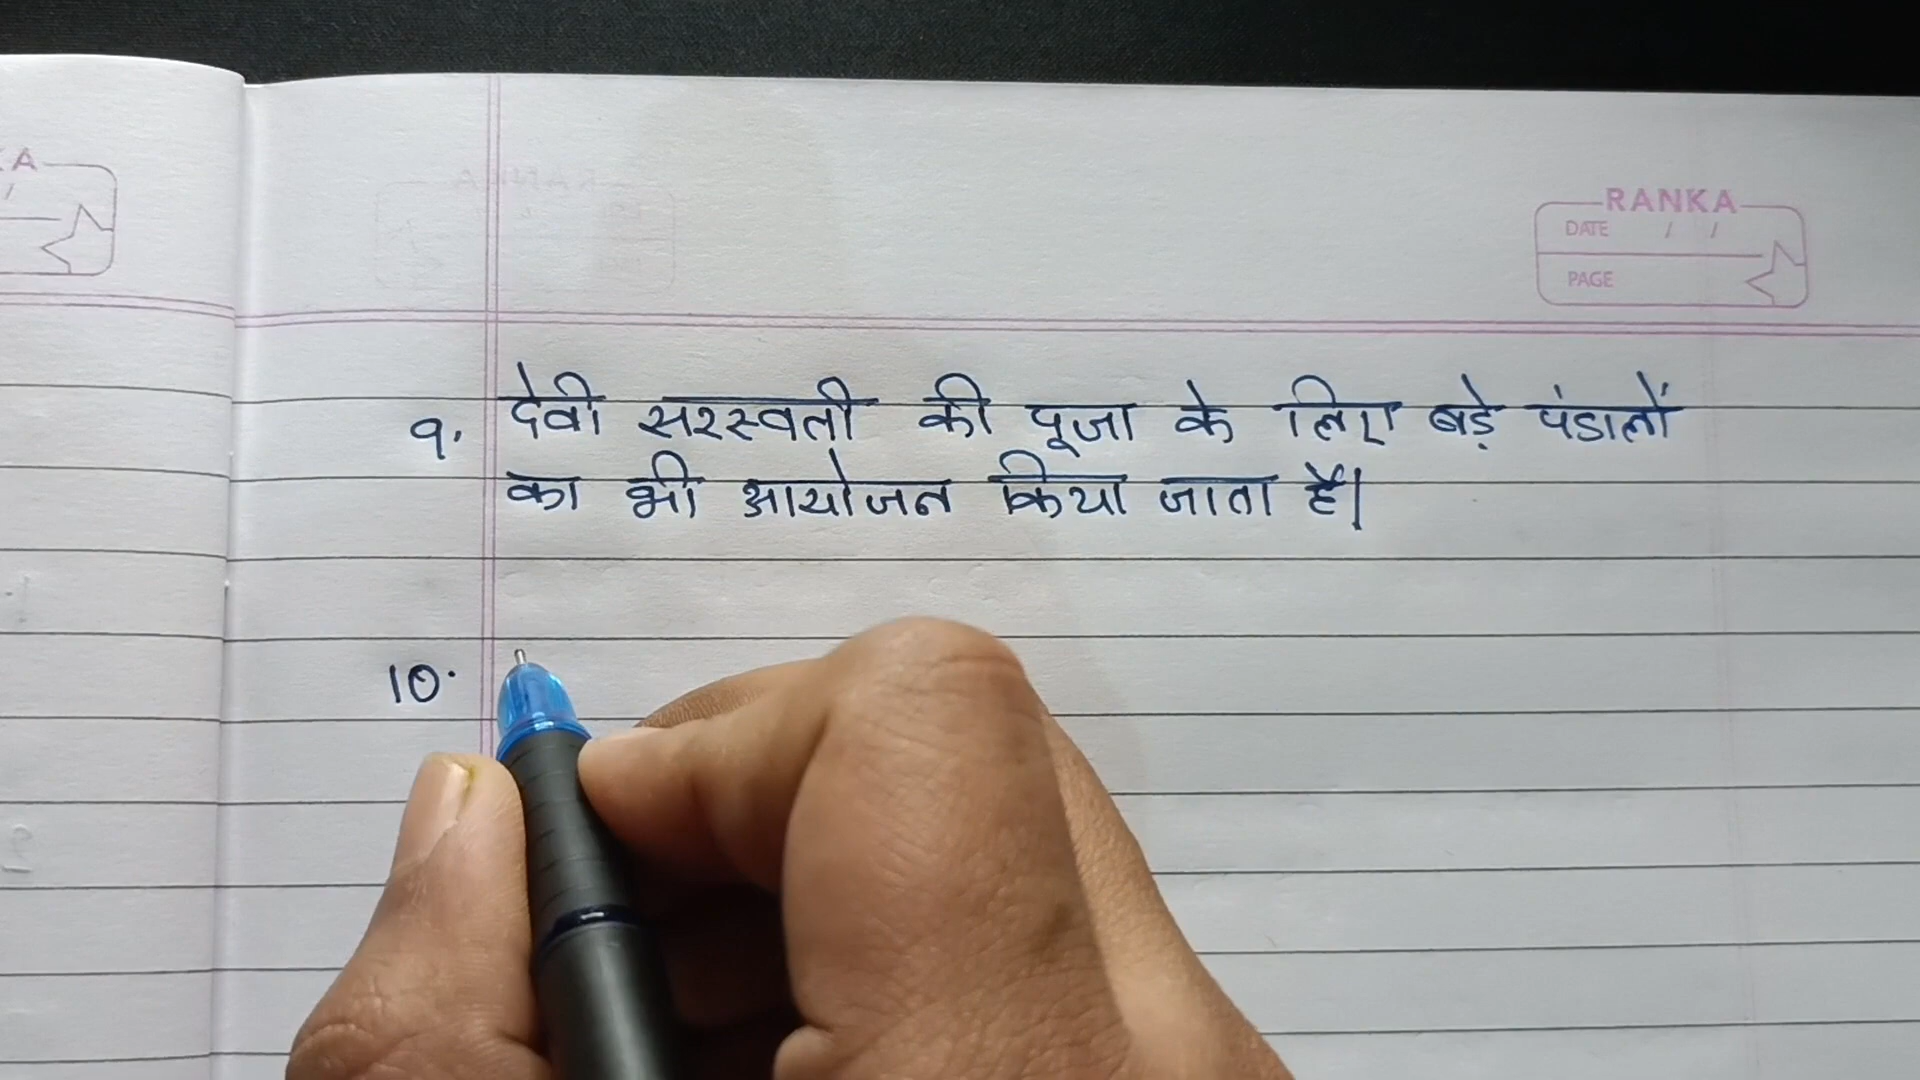 RANKA
DATE / /
PAGE
9. देवी सरस्वती की पूजा के लिए बड़े पंडालों
का भी आयोजन किया जाता है।
10.